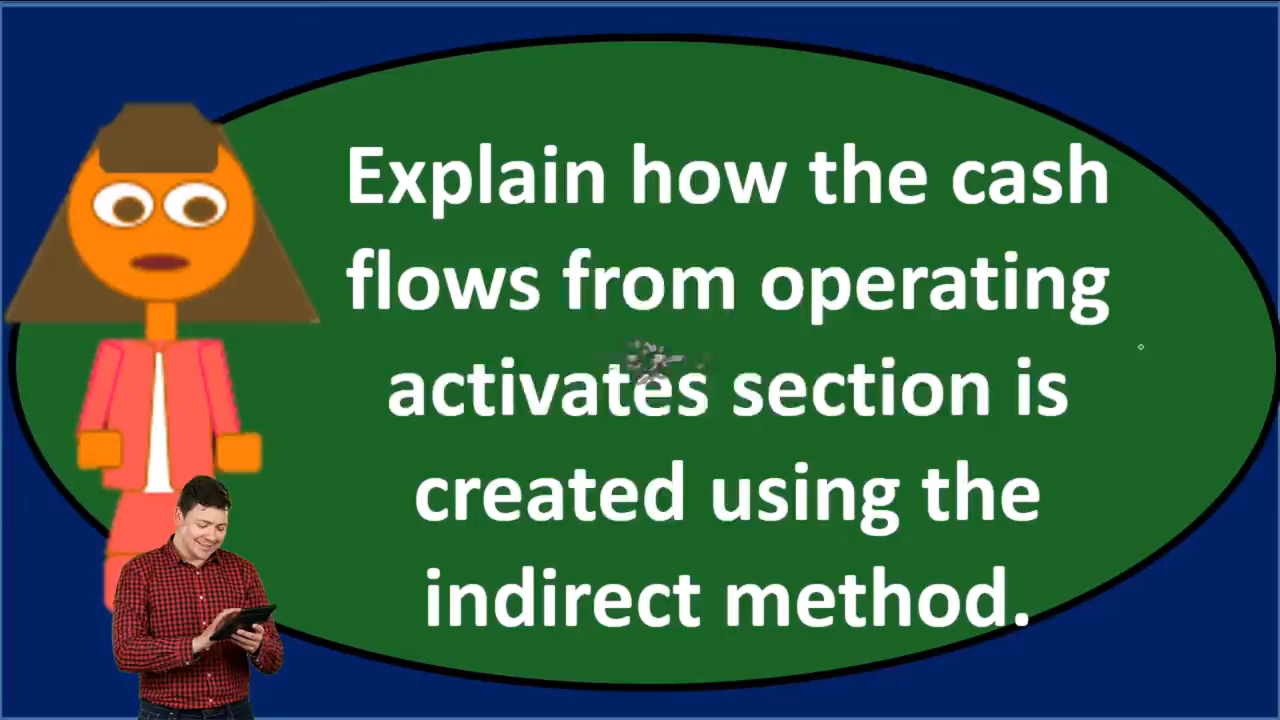 Explain how the cash
flows from operating
activates section is
created using the
indirect method.